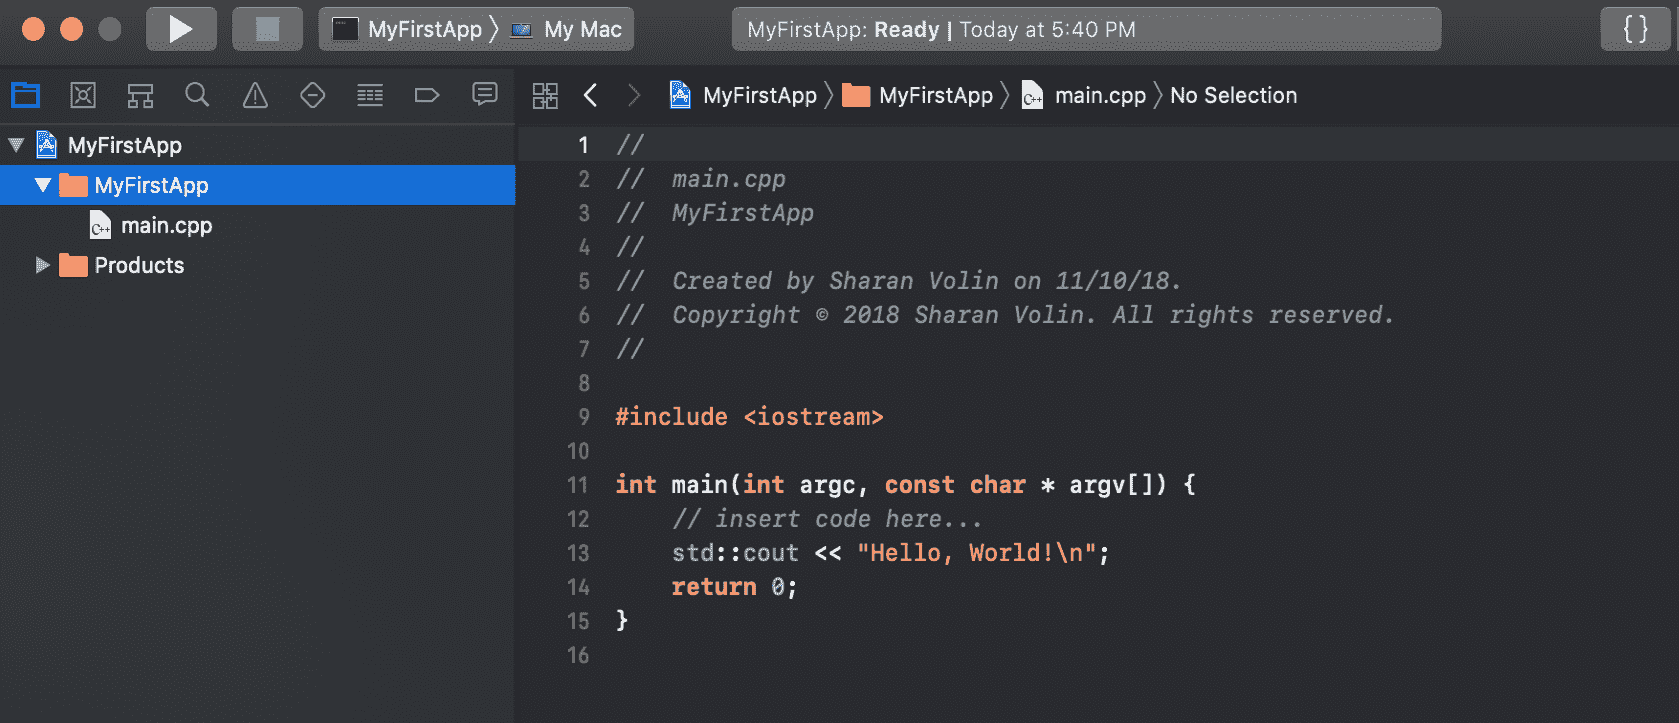 MyFirstApp 〉 My Mac
MyFirstApp: Ready | Today at 5:40 PM
{ }
MyFirstApp 〉 MyFirstApp 〉 main.cpp 〉 No Selection
MyFirstApp
MyFirstApp
C++ main.cpp
Products
1 //
2 //  main.cpp
3 //  MyFirstApp
4 //
5 //  Created by Sharan Volin on 11/10/18.
6 //  Copyright © 2018 Sharan Volin. All rights reserved.
7 //
8
9 #include <iostream>
10
11 int main(int argc, const char * argv[]) {
12     // insert code here...
13     std::cout << "Hello, World!\n";
14     return 0;
15 }
16